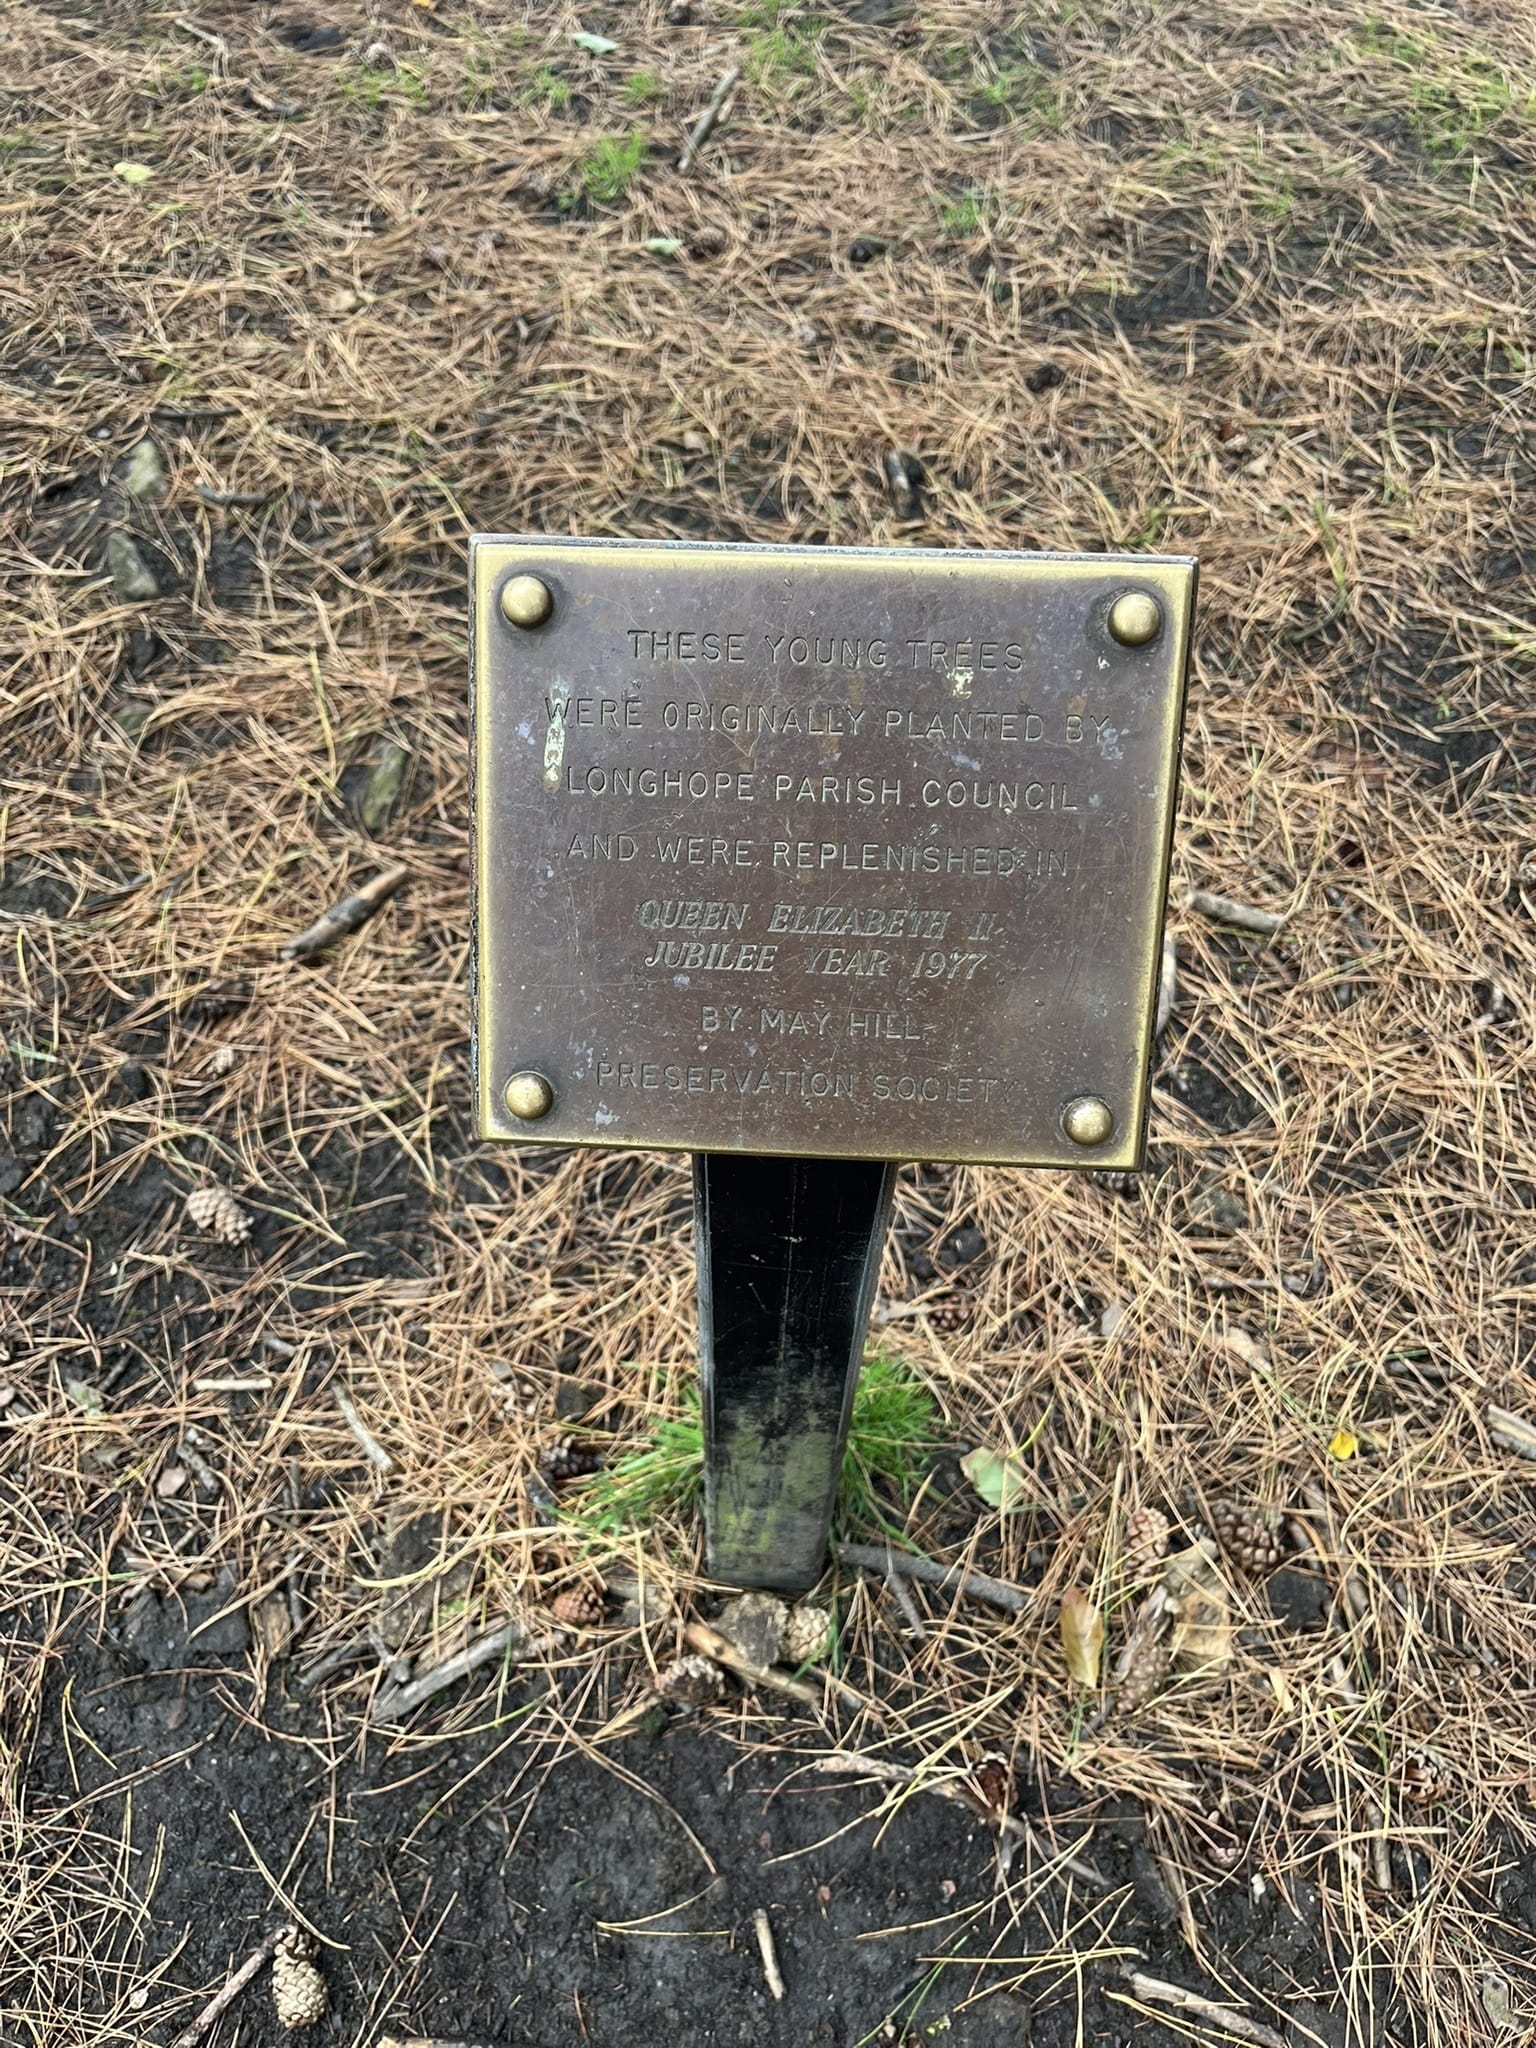 THESE YOUNG TREES
WERE ORIGINALLY PLANTED BY
LONGHOPE PARISH COUNCIL
AND WERE REPLENISHED IN
QUEEN ELIZABETH II
JUBILEE YEAR 1977
BY MAY HILL
PRESERVATION SOCIETY